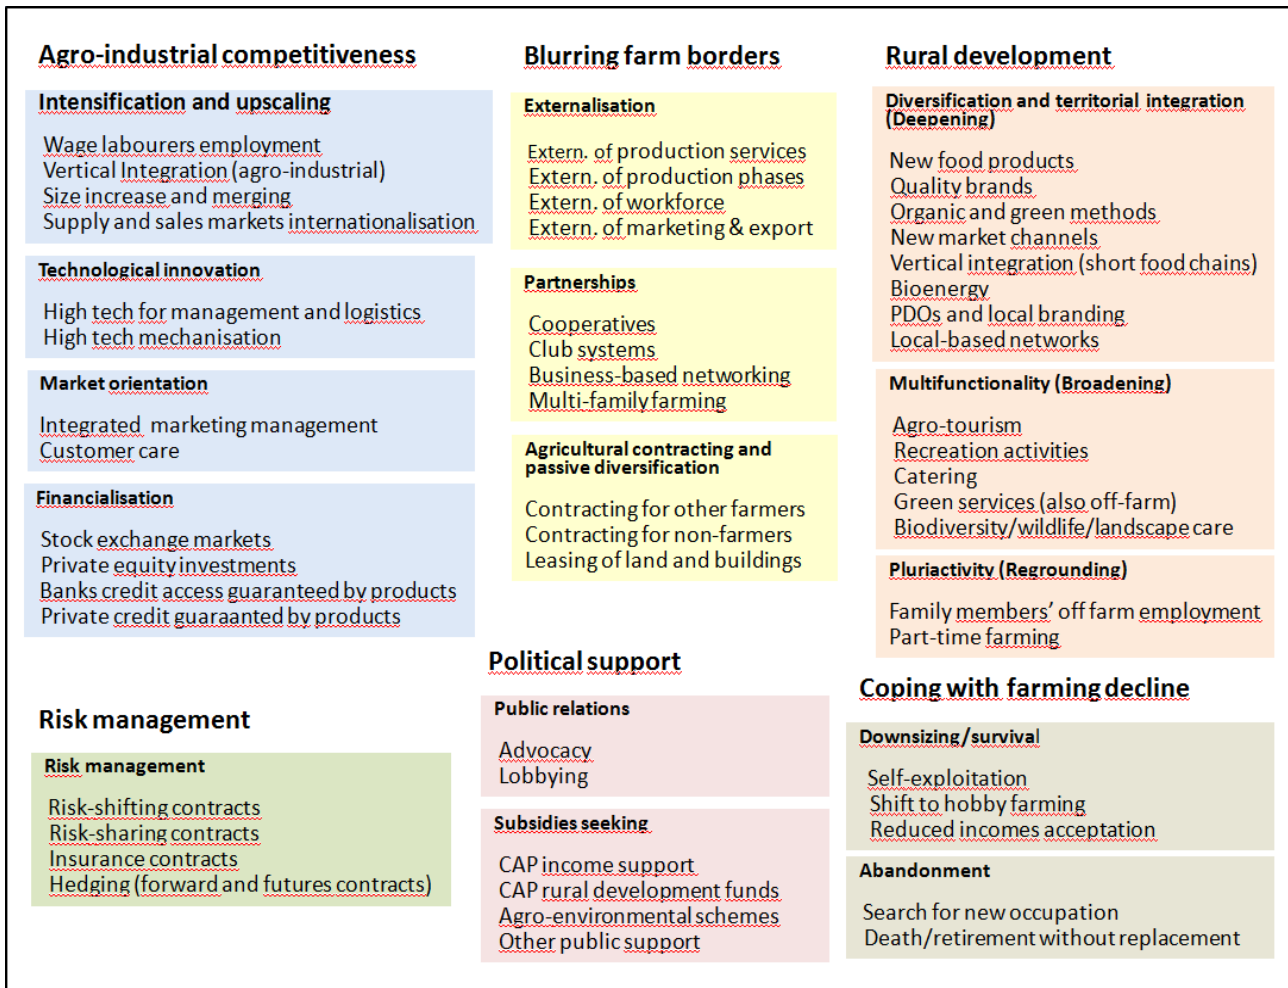 Agro-industrial competitiveness
Intensification and upscaling
Wage labourers employment
Vertical Integration (agro-industrial)
Size increase and merging
Supply and sales markets internationalisation
Technological innovation
High tech for management and logistics
High tech mechanisation
Market orientation
Integrated marketing management
Customer care
Financialisation
Stock exchange markets
Private equity investments
Banks credit access guaranteed by products
Private credit guaraanted by products
Risk management
Risk management
Risk-shifting contracts
Risk-sharing contracts
Insurance contracts
Hedging (forward and futures contracts)
Blurring farm borders
Externalisation
Extern. of production services
Extern. of production phases
Extern. of workforce
Extern. of marketing & export
Partnerships
Cooperatives
Club systems
Business-based networking
Multi-family farming
Agricultural contracting and
passive diversification
Contracting for other farmers
Contracting for non-farmers
Leasing of land and buildings
Political support
Public relations
Advocacy
Lobbying
Subsidies seeking
CAP income support
CAP rural development funds
Agro-environmental schemes
Other public support
Rural development
Diversification and territorial integration
(Deepening)
New food products
Quality brands
Organic and green methods
New market channels
Vertical integration (short food chains)
Bioenergy
PDOs and local branding
Local-based networks
Multifunctionality (Broadening)
Agro-tourism
Recreation activities
Catering
Green services (also off-farm)
Biodiversity/wildlife/landscape care
Pluriactivity (Regrounding)
Family members' off farm employment
Part-time farming
Coping with farming decline
Downsizing/survival
Self-exploitation
Shift to hobby farming
Reduced incomes acceptation
Abandonment
Search for new occupation
Death/retirement without replacement